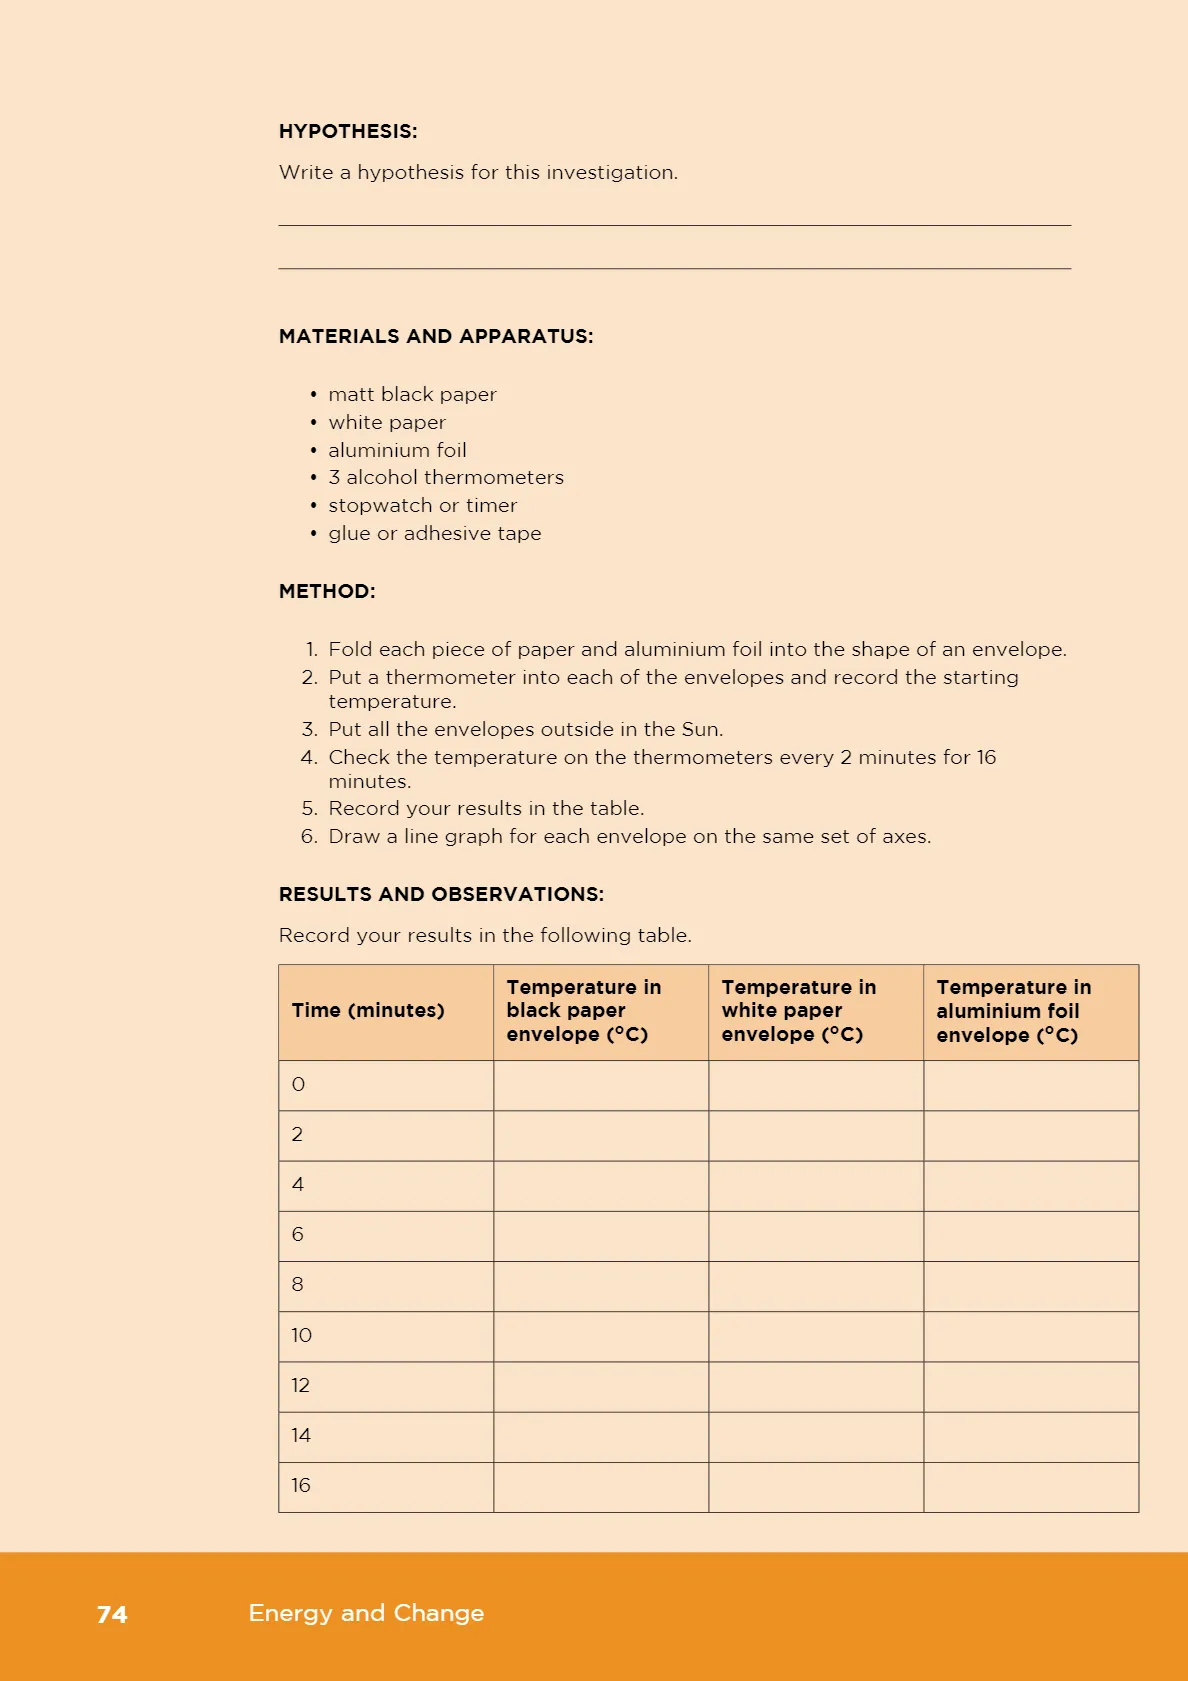 HYPOTHESIS:
Write a hypothesis for this investigation.
MATERIALS AND APPARATUS:
• matt black paper
• white paper
• aluminium foil
• 3 alcohol thermometers
• stopwatch or timer
• glue or adhesive tape
METHOD:
1. Fold each piece of paper and aluminium foil into the shape of an envelope.
2. Put a thermometer into each of the envelopes and record the starting
temperature.
3. Put all the envelopes outside in the Sun.
4. Check the temperature on the thermometers every 2 minutes for 16
minutes.
5. Record your results in the table.
6. Draw a line graph for each envelope on the same set of axes.
RESULTS AND OBSERVATIONS:
Record your results in the following table.
Time (minutes)
Temperature in
black paper
envelope (°C)
Temperature in
white paper
envelope (°C)
Temperature in
aluminium foil
envelope (°C)
0
2
4
6
8
10
12
14
16
74 Energy and Change